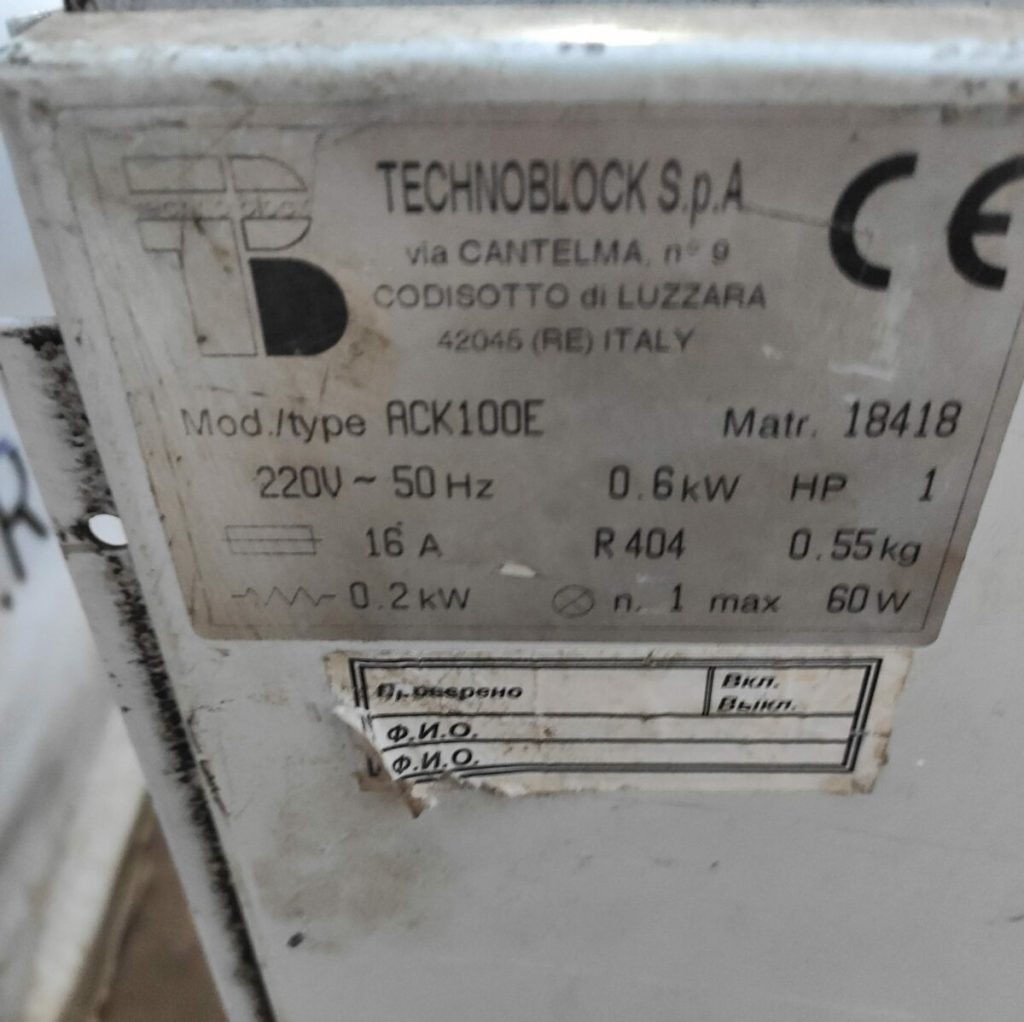 TECHNOBLOCK S.p.A
via CANTELMA, n° 9
CODISOTTO di LUZZARA
42045 (RE) ITALY
CE
Mod./type ACK100E Matr. 18418
220V ~ 50 Hz 0.6 kW HP 1
16 A R 404 0.55 kg
0.2 kW n. 1 max 60 W
Проверено Вкл.
Выкл.
Ф.И.О.
Ф.И.О.